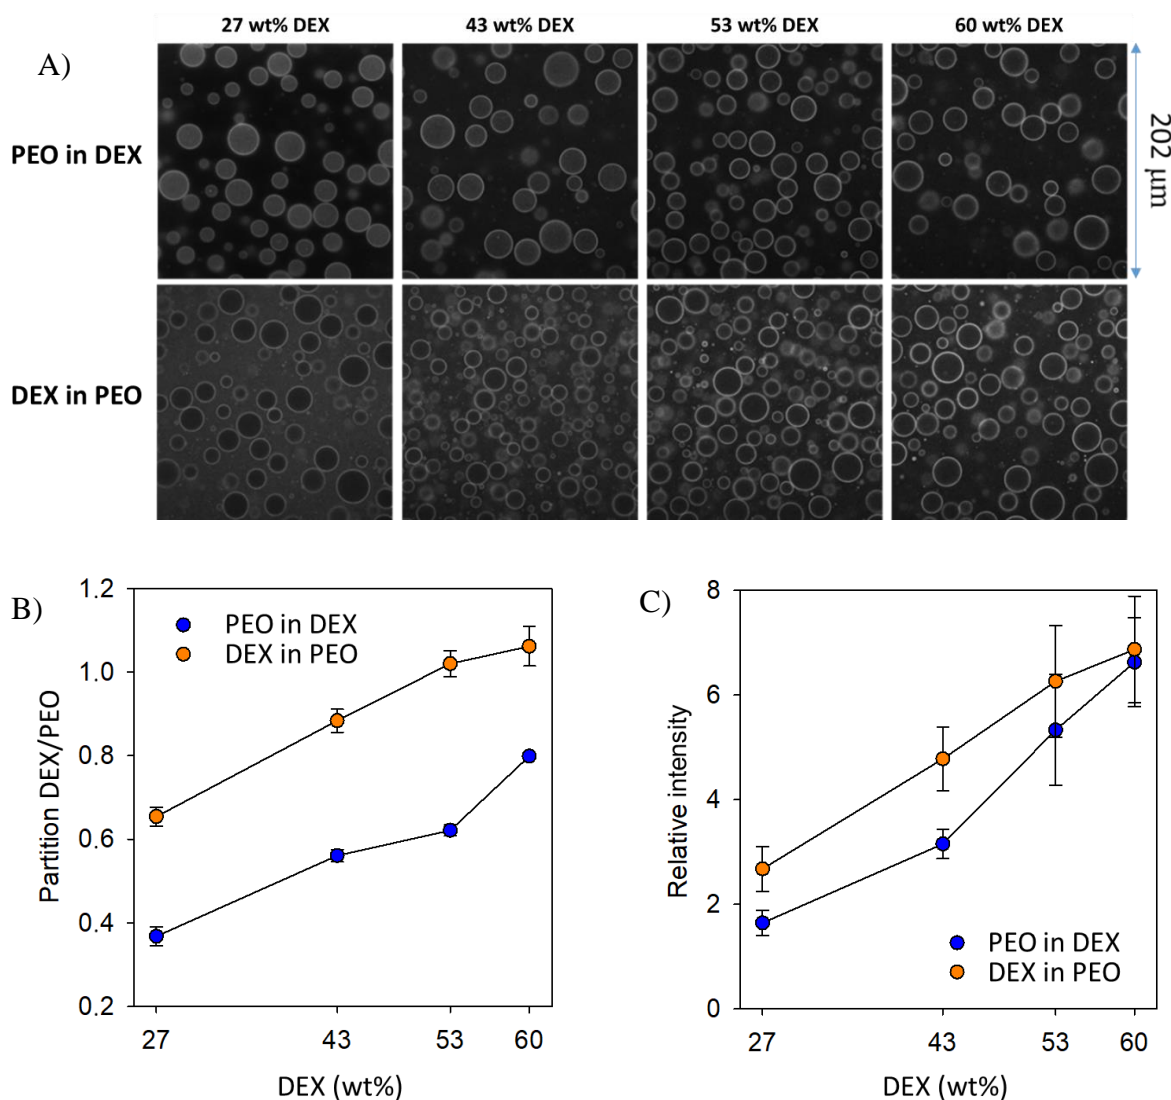 27 wt% DEX 43 wt% DEX 53 wt% DEX 60 wt% DEX
A)
PEO in DEX
202 µm
DEX in PEO
B)
1.2
1.0
0.8
0.6
0.4
0.2
Partition DEX/PEO
PEO in DEX
DEX in PEO
27 43 53 60
DEX (wt%)
C)
8
6
4
2
0
Relative intensity
PEO in DEX
DEX in PEO
27 43 53 60
DEX (wt%)